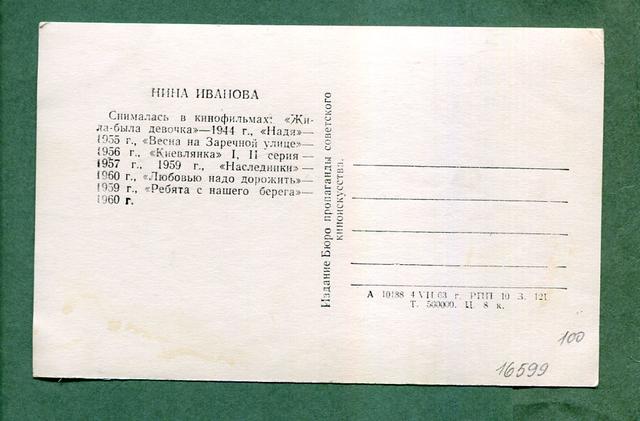 НИНА ИВАНОВА
Снималась в кинофильмах: «Жи-
ла-была девочка»—1944 г., «Надя»—
1955 г., «Весна на Заречной улице»—
1956 г., «Киевлянка» I, II серия —
1957 г., 1959 г., «Наследники» —
1960 г., «Любовью надо дорожить»—
1959 г., «Ребята с нашего берега»—
1960 г.
Издание Бюро пропаганды советского
киноискусства.
А 10188 4/VII 63 г. РПП 10 З. 121
Т. 500000. Ц. 8 к.
100
16599